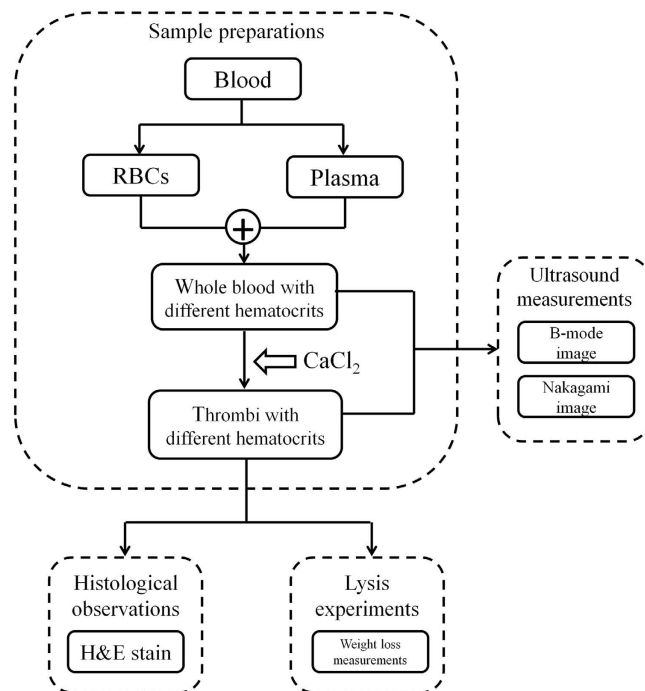 Sample preparations
Blood
RBCs
Plasma
+
Whole blood with
different hematocrits
CaCl₂
Thrombi with
different hematocrits
Ultrasound
measurements
B-mode
image
Nakagami
image
Histological
observations
H&E stain
Lysis
experiments
Weight loss
measurements